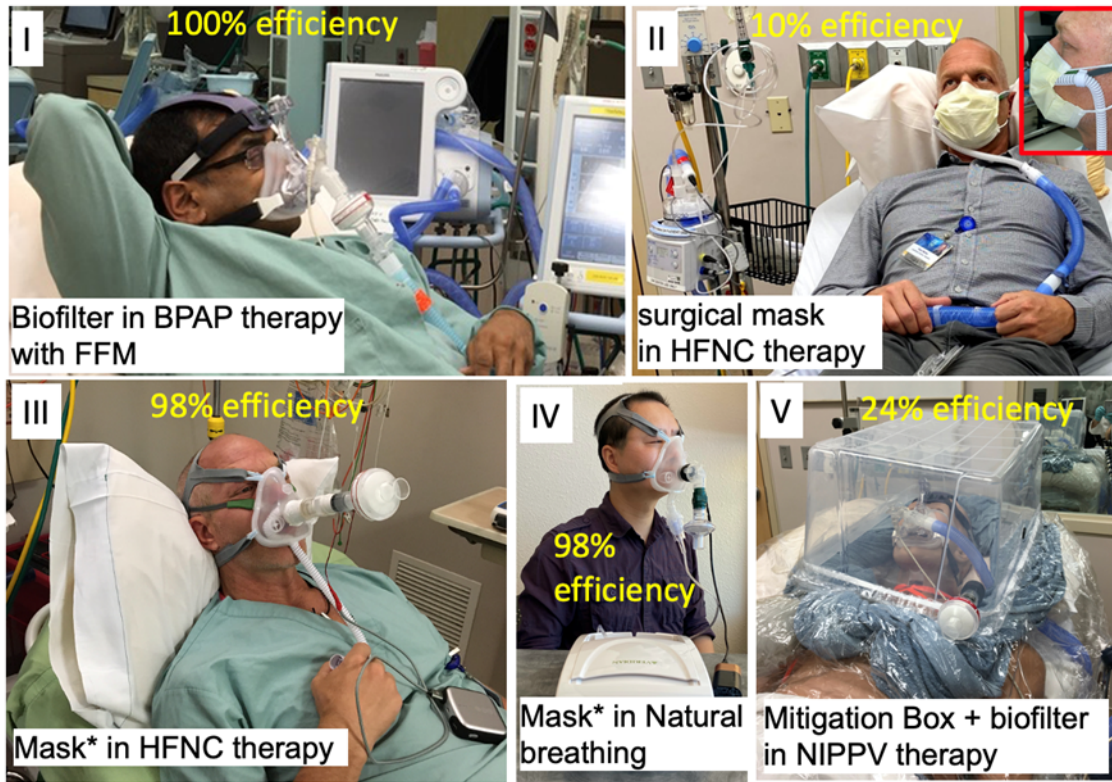 I
100% efficiency
Biofilter in BPAP therapy
with FFM
II
10% efficiency
surgical mask
in HFNC therapy
III
98% efficiency
Mask* in HFNC therapy
IV
98%
efficiency
Mask* in Natural
breathing
V
24% efficiency
Mitigation Box + biofilter
in NIPPV therapy